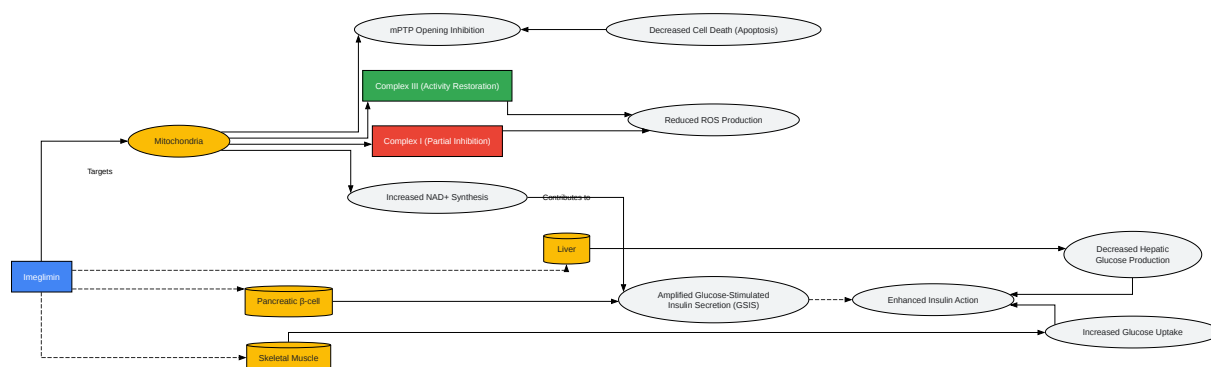 mPTP Opening Inhibition
Decreased Cell Death (Apoptosis)
Complex III (Activity Restoration)
Reduced ROS Production
Mitochondria
Complex I (Partial Inhibition)
Targets
Increased NAD+ Synthesis
Contributes to
Liver
Decreased Hepatic
Glucose Production
Imeglimin
Pancreatic β-cell
Amplified Glucose-Stimulated
Insulin Secretion (GSIS)
Enhanced Insulin Action
Increased Glucose Uptake
Skeletal Muscle